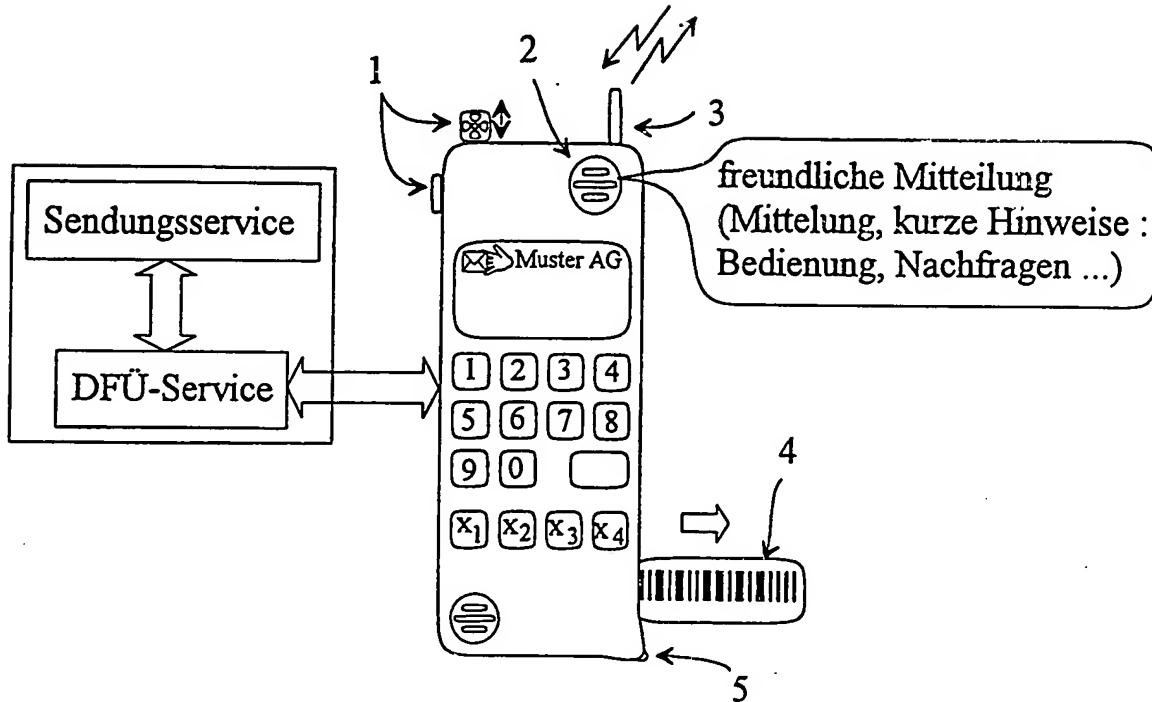 1
2
3
Sendungsservice
DFÜ-Service
freundliche Mitteilung
(Mittelung, kurze Hinweise :
Bedienung, Nachfragen ...)
Muster AG
1 2 3 4
5 6 7 8
9 0
x1 x2 x3 x4
4
5